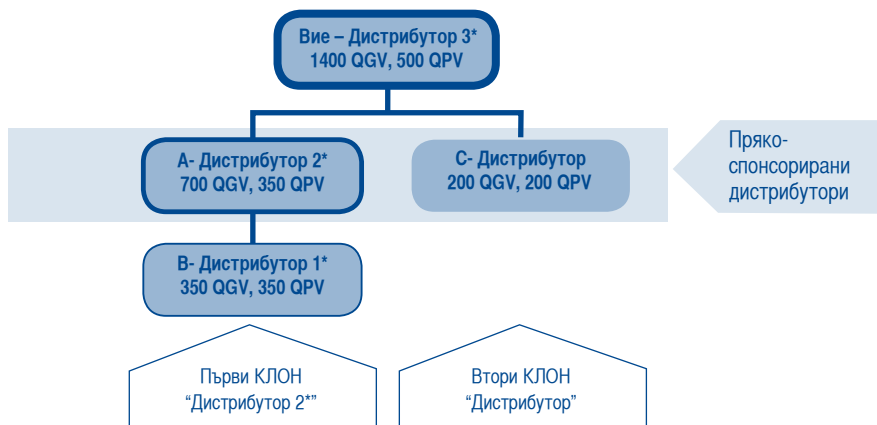 Вие – Дистрибутор 3*
1400 QGV, 500 QPV
А- Дистрибутор 2*
700 QGV, 350 QPV
С- Дистрибутор
200 QGV, 200 QPV
Пряко-
спонсорирани
дистрибутори
В- Дистрибутор 1*
350 QGV, 350 QPV
Първи КЛОН
“Дистрибутор 2*”
Втори КЛОН
“Дистрибутор”